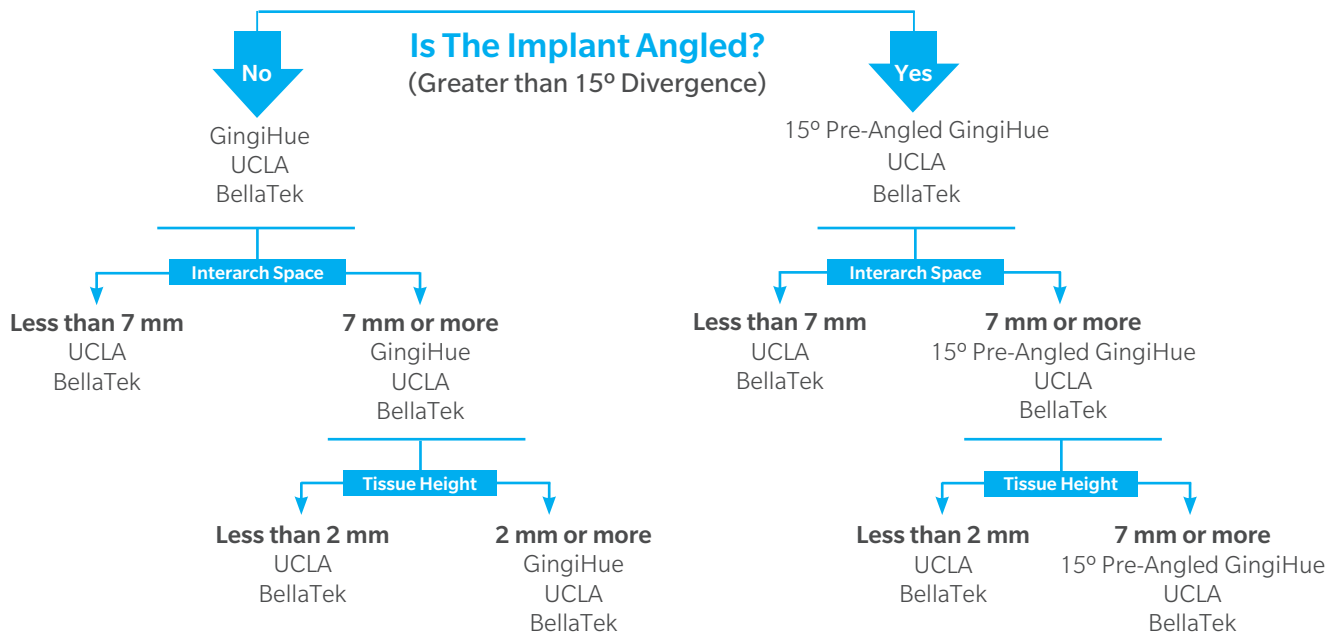 Is The Implant Angled?
(Greater than 15º Divergence)
No
GingiHue
UCLA
BellaTek
Interarch Space
Less than 7 mm
UCLA
BellaTek
7 mm or more
GingiHue
UCLA
BellaTek
Tissue Height
Less than 2 mm
UCLA
BellaTek
2 mm or more
GingiHue
UCLA
BellaTek
Yes
15º Pre-Angled GingiHue
UCLA
BellaTek
Interarch Space
Less than 7 mm
UCLA
BellaTek
7 mm or more
15º Pre-Angled GingiHue
UCLA
BellaTek
Tissue Height
Less than 2 mm
UCLA
BellaTek
7 mm or more
15º Pre-Angled GingiHue
UCLA
BellaTek